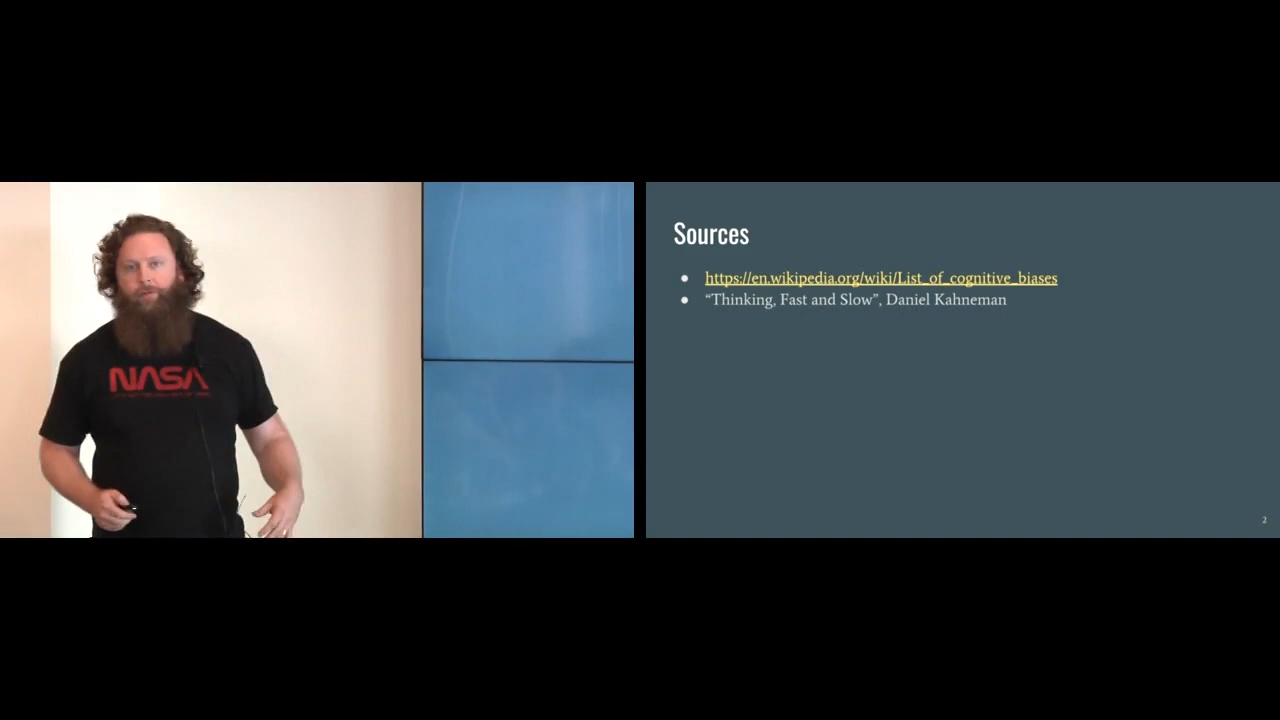 NASA
Sources
● https://en.wikipedia.org/wiki/List_of_cognitive_biases
● “Thinking, Fast and Slow”, Daniel Kahneman
2